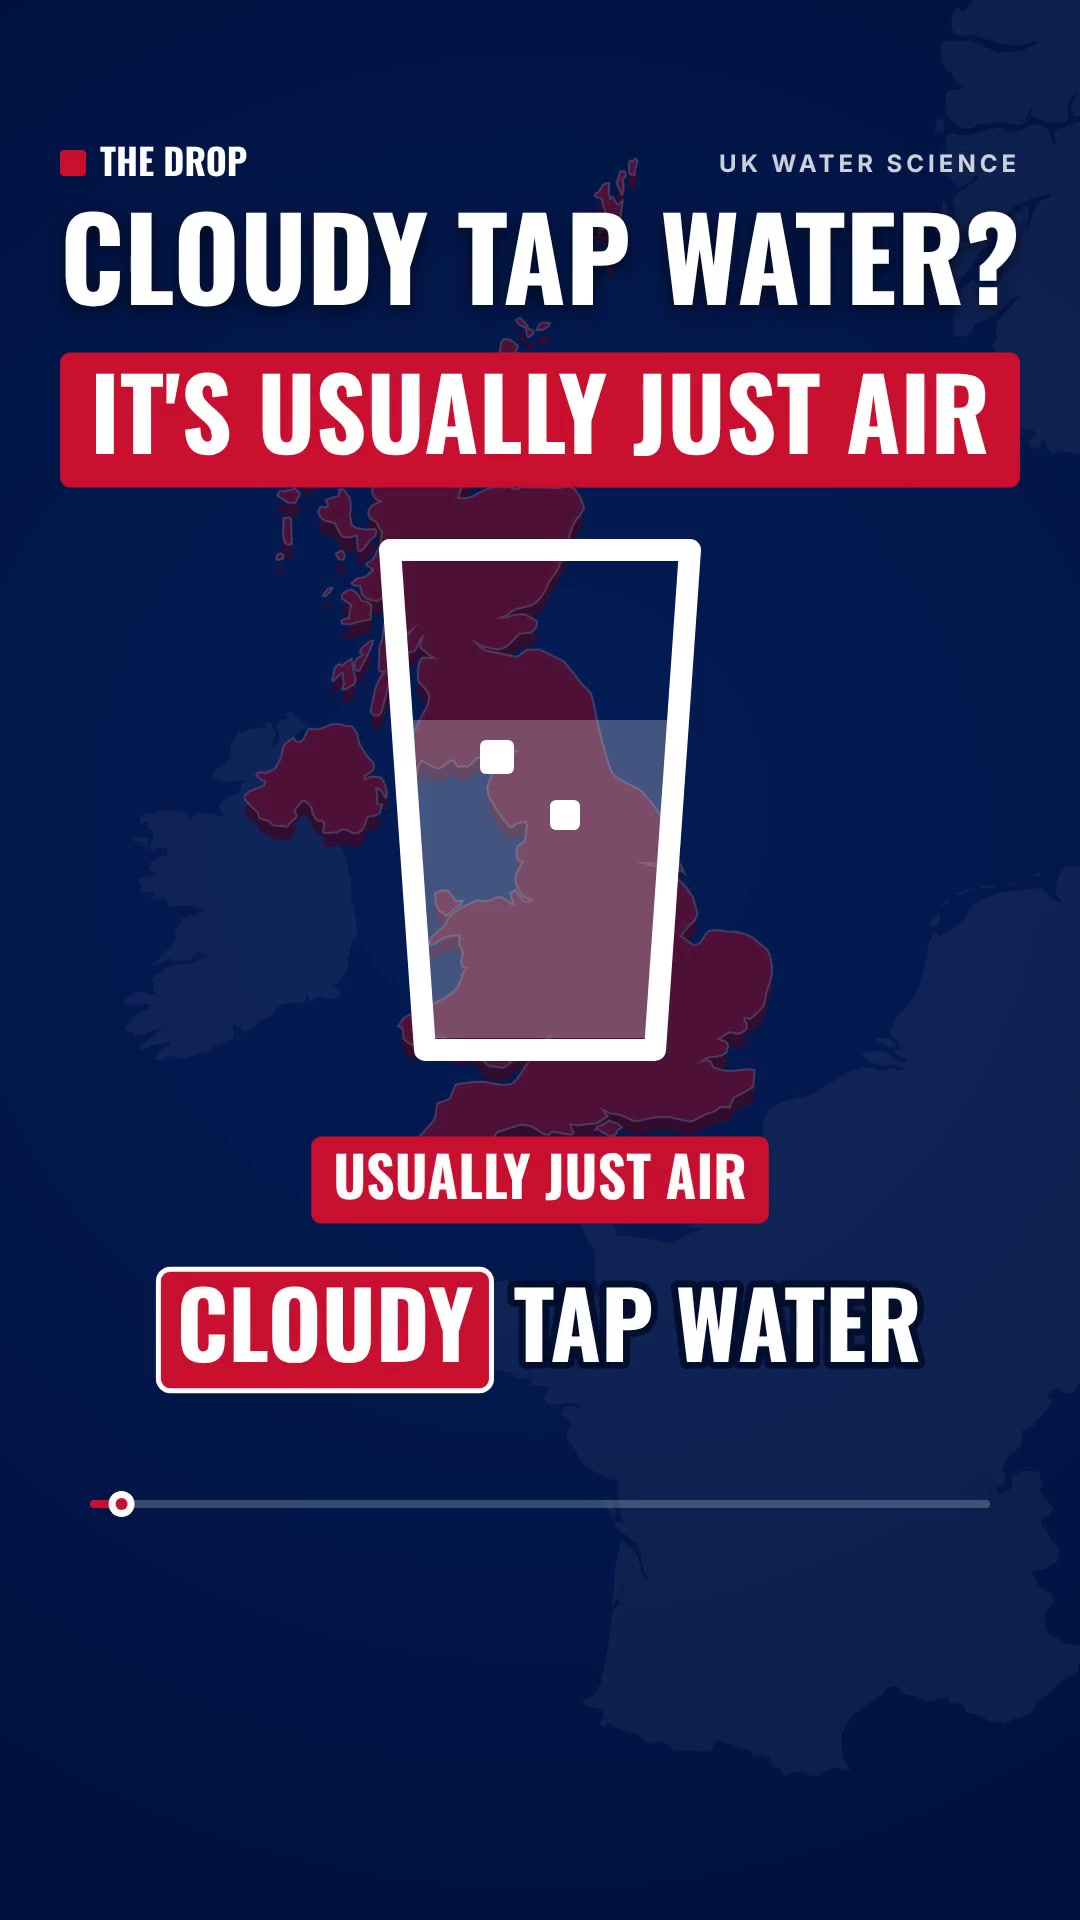 THE DROP
UK WATER SCIENCE
CLOUDY TAP WATER?
IT'S USUALLY JUST AIR
USUALLY JUST AIR
CLOUDY TAP WATER